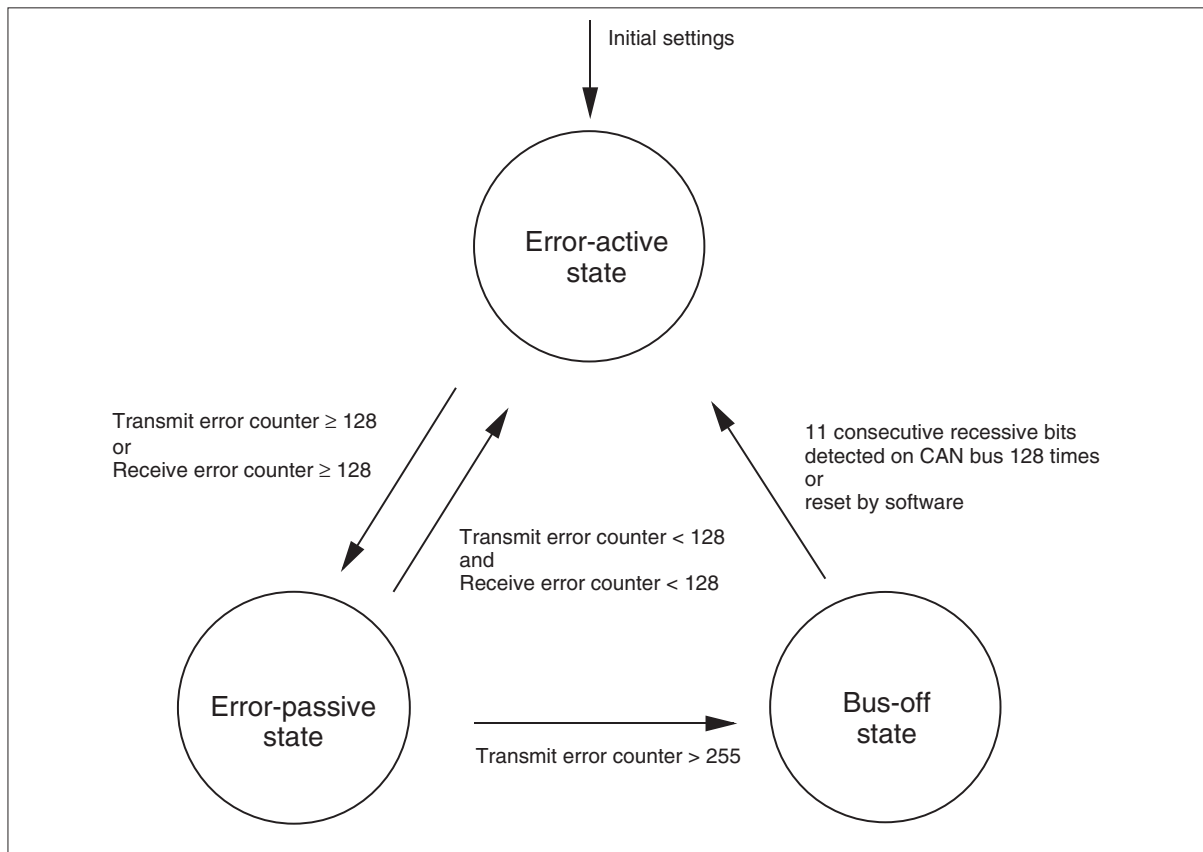 Initial settings
Error-active
state
Transmit error counter ≥ 128
or
Receive error counter ≥ 128
11 consecutive recessive bits
detected on CAN bus 128 times
or
reset by software
Transmit error counter < 128
and
Receive error counter < 128
Error-passive
state
Bus-off
state
Transmit error counter > 255